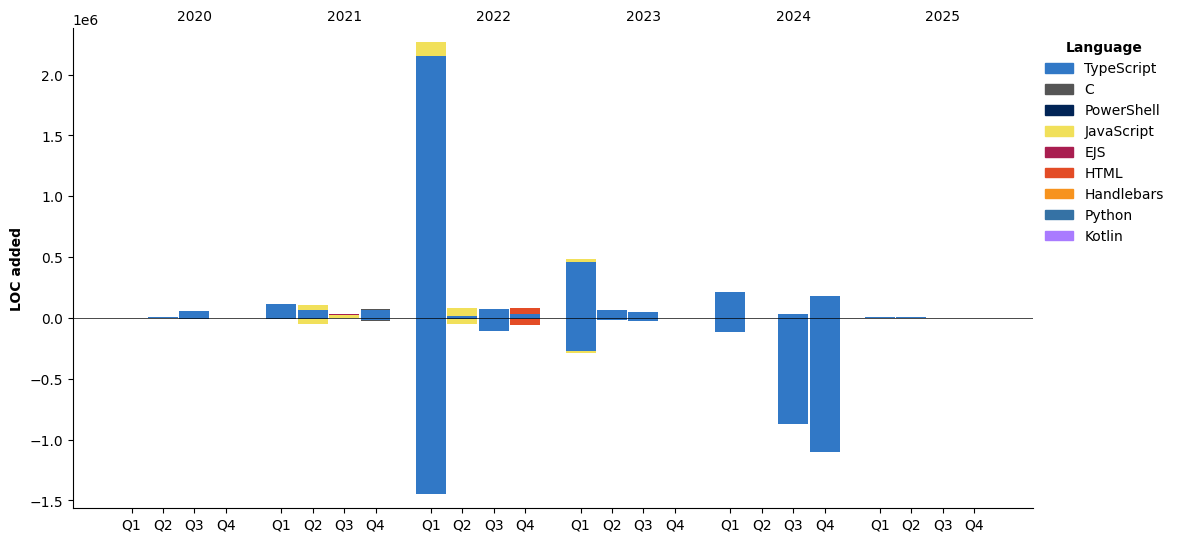 1e6
2020 2021 2022 2023 2024 2025
Language
TypeScript
C
PowerShell
JavaScript
EJS
HTML
Handlebars
Python
Kotlin
LOC added
2.0
1.5
1.0
0.5
0.0
−0.5
−1.0
−1.5
Q1 Q2 Q3 Q4 Q1 Q2 Q3 Q4 Q1 Q2 Q3 Q4 Q1 Q2 Q3 Q4 Q1 Q2 Q3 Q4 Q1 Q2 Q3 Q4